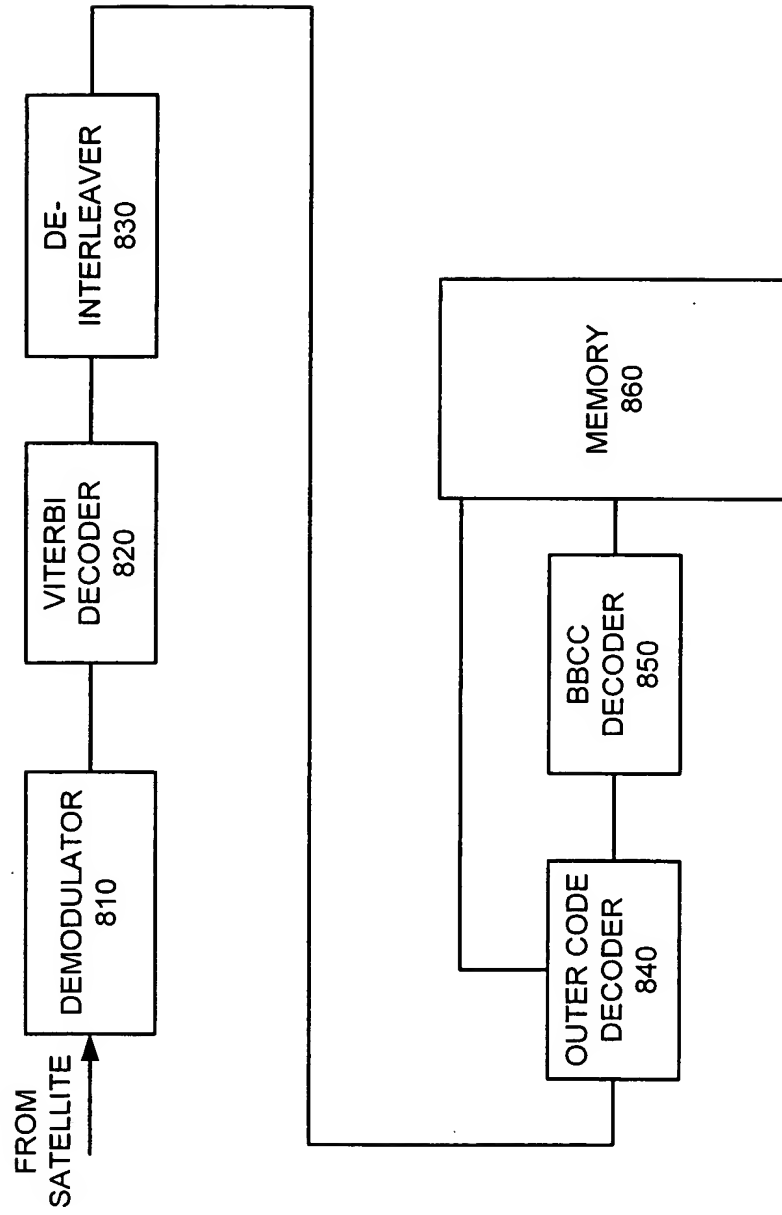 FROM
SATELLITE
DEMODULATOR
810
VITERBI
DECODER
820
DE-
INTERLEAVER
830
OUTER CODE
DECODER
840
BBCC
DECODER
850
MEMORY
860